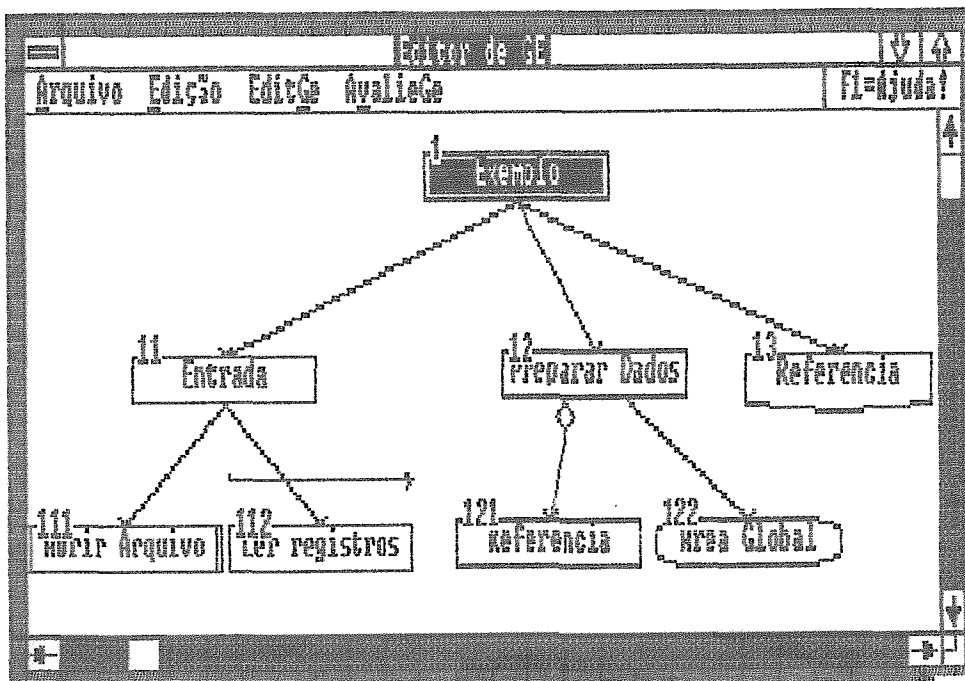 Editor de GE
Arquivo Edição EditGe AvalieGe F1=Ajuda!
1
Exemplo
11
Entrada
12
Preparar Dados
13
Referencia
111
Abrir Arquivo
112
Ler registros
121
Referencia
122
Area Global